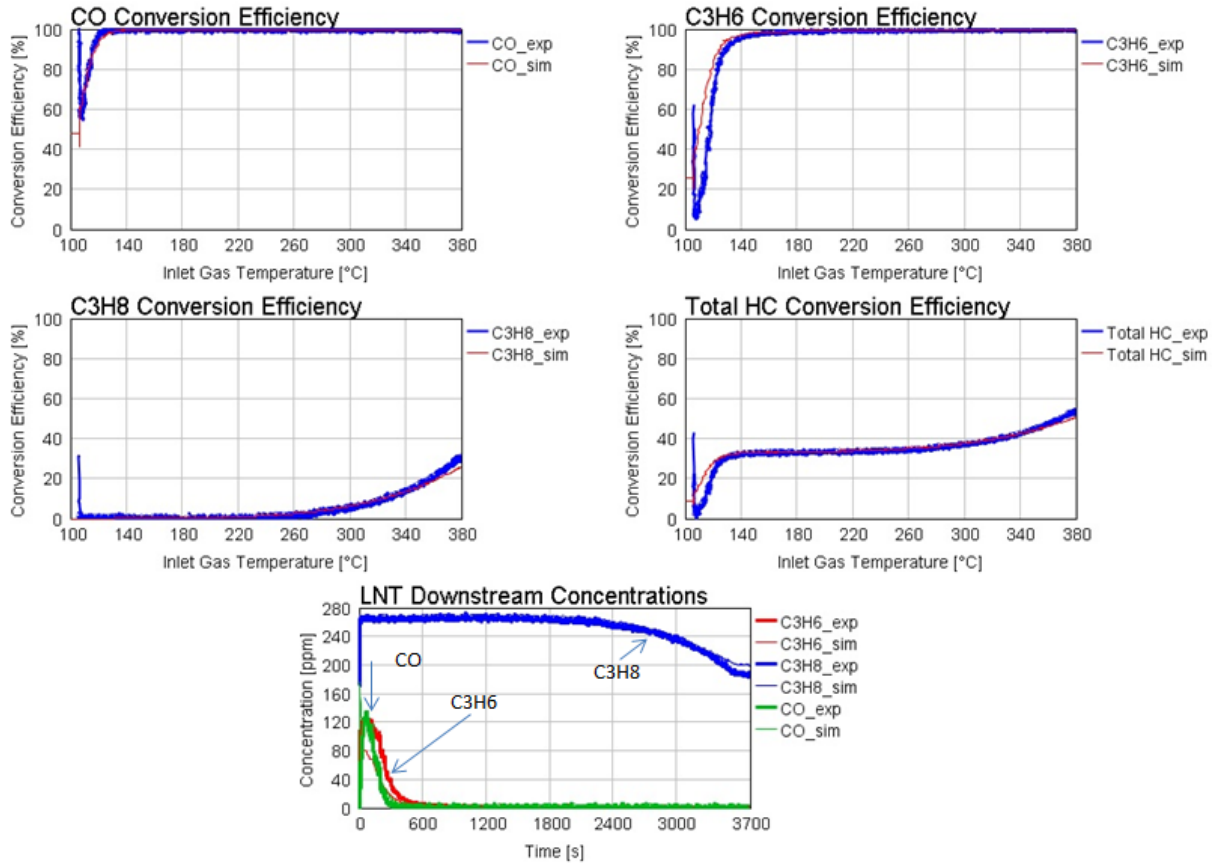 CO Conversion Efficiency
Conversion Efficiency [%]
100
80
60
40
20
0
100 140 180 220 260 300 340 380
Inlet Gas Temperature [°C]
CO_exp
CO_sim
C3H6 Conversion Efficiency
Conversion Efficiency [%]
100
80
60
40
20
0
100 140 180 220 260 300 340 380
Inlet Gas Temperature [°C]
C3H6_exp
C3H6_sim
C3H8 Conversion Efficiency
Conversion Efficiency [%]
100
80
60
40
20
0
100 140 180 220 260 300 340 380
Inlet Gas Temperature [°C]
C3H8_exp
C3H8_sim
Total HC Conversion Efficiency
Conversion Efficiency [%]
100
80
60
40
20
0
100 140 180 220 260 300 340 380
Inlet Gas Temperature [°C]
Total HC_exp
Total HC_sim
LNT Downstream Concentrations
Concentration [ppm]
280
240
200
160
120
80
40
0
0 600 1200 1800 2400 3000 3700
Time [s]
CO
C3H6
C3H8
C3H6_exp
C3H6_sim
C3H8_exp
C3H8_sim
CO_exp
CO_sim